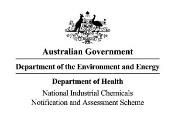 Australian Government
Department of the Environment and Energy
Department of Health
National Industrial Chemicals
Notification and Assessment Scheme